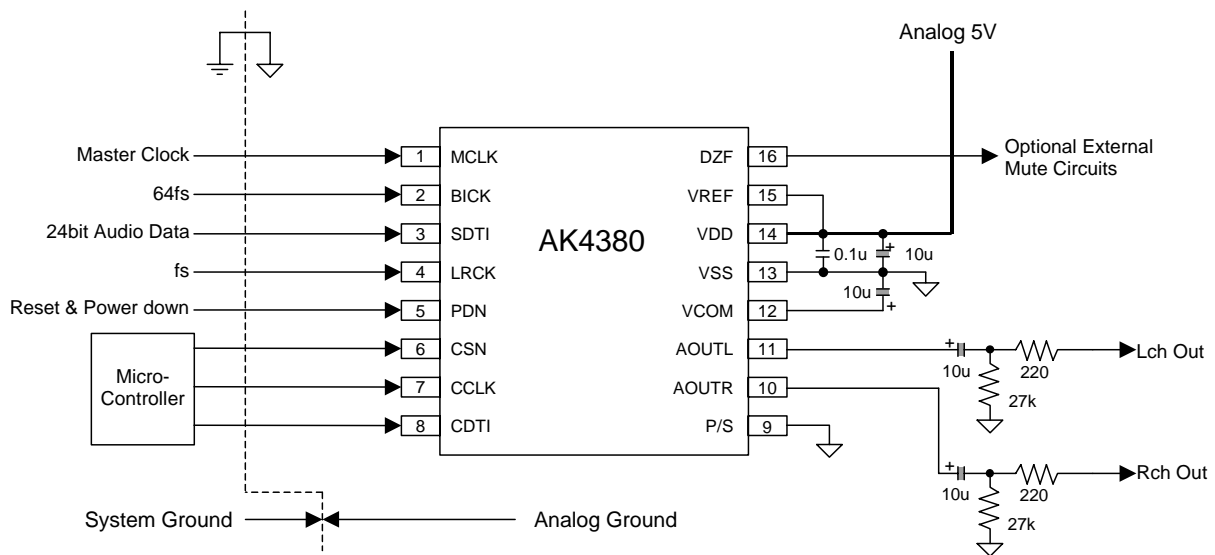 Analog 5V
Master Clock
64fs
24bit Audio Data
fs
Reset & Power down
Micro-
Controller
1 MCLK
2 BICK
3 SDTI
4 LRCK
5 PDN
6 CSN
7 CCLK
8 CDTI
AK4380
DZF 16
VREF 15
VDD 14
VSS 13
VCOM 12
AOUTL 11
AOUTR 10
P/S 9
Optional External
Mute Circuits
0.1u
+
10u
10u
+
+
10u
220
27k
Lch Out
+
10u
220
27k
Rch Out
System Ground
Analog Ground